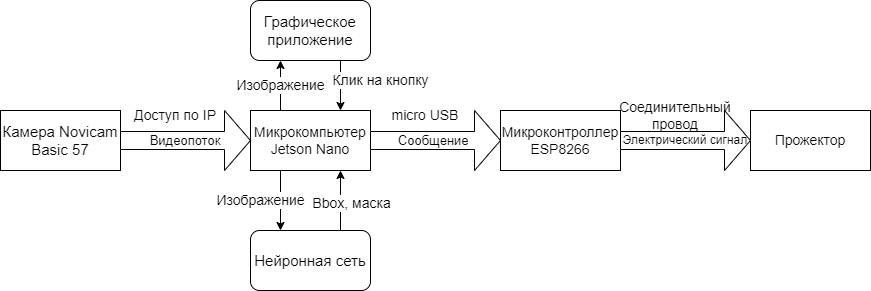 Графическое
приложение
Изображение
Клик на кнопку
Камера Novicam
Basic 57
Доступ по IP
Видеопоток
Микрокомпьютер
Jetson Nano
micro USB
Сообщение
Микроконтроллер
ESP8266
Соединительный
провод
Электрический сигнал
Прожектор
Изображение
Bbox, маска
Нейронная сеть